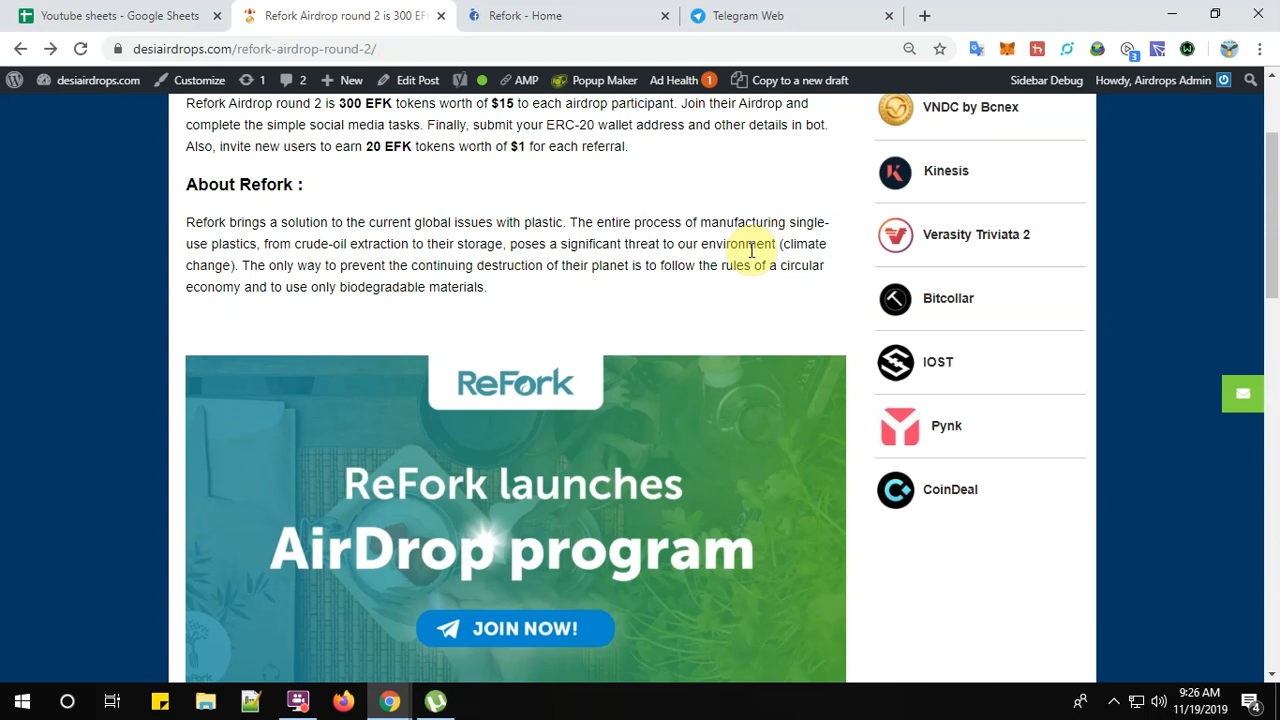 Youtube sheets - Google Sheets
Refork Airdrop round 2 is 300 EF
Refork - Home
Telegram Web
desiairdrops.com/refork-airdrop-round-2/
3
desiairdrops.com
Customize
1
2
New
Edit Post
AMP
Popup Maker
Ad Health 1
Copy to a new draft
Sidebar Debug
Howdy, Airdrops Admin
Refork Airdrop round 2 is 300 EFK tokens worth of $15 to each airdrop participant. Join their Airdrop and
complete the simple social media tasks. Finally, submit your ERC-20 wallet address and other details in bot.
Also, invite new users to earn 20 EFK tokens worth of $1 for each referral.
About Refork :
Refork brings a solution to the current global issues with plastic. The entire process of manufacturing single-
use plastics, from crude-oil extraction to their storage, poses a significant threat to our environment (climate
change). The only way to prevent the continuing destruction of their planet is to follow the rules of a circular
economy and to use only biodegradable materials.
ReFork
ReFork launches
AirDrop program
JOIN NOW!
VNDC by Bcnex
Kinesis
Verasity Triviata 2
Bitcollar
IOST
Pynk
CoinDeal
9:26 AM
11/19/2019
4